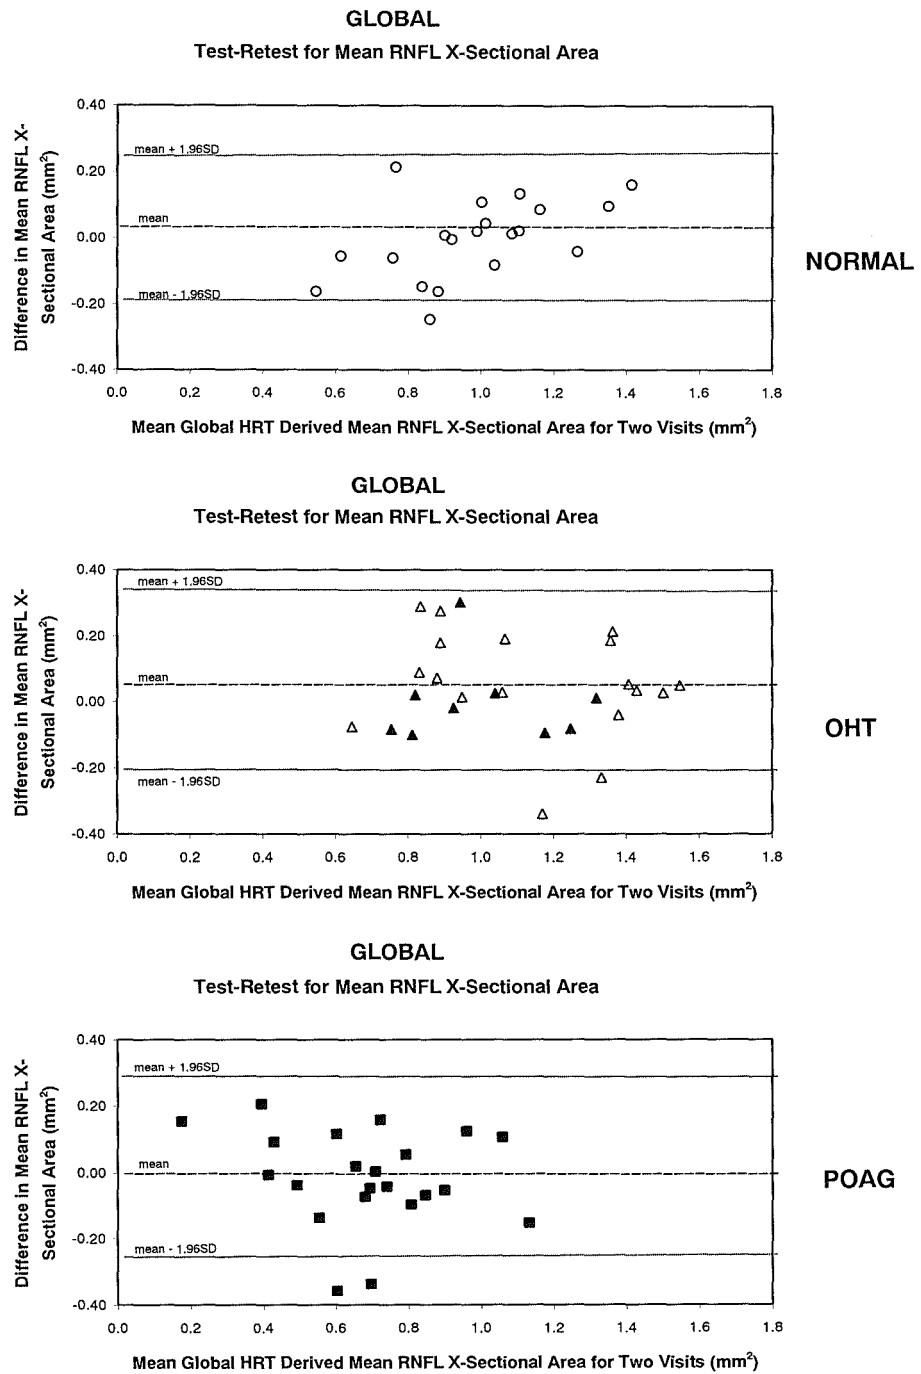 GLOBAL
Test-Retest for Mean RNFL X-Sectional Area
Difference in Mean RNFL X-
Sectional Area (mm²)
0.40
0.20
0.00
-0.20
-0.40
mean + 1.96SD
mean
mean - 1.96SD
NORMAL
0.0 0.2 0.4 0.6 0.8 1.0 1.2 1.4 1.6 1.8
Mean Global HRT Derived Mean RNFL X-Sectional Area for Two Visits (mm²)
GLOBAL
Test-Retest for Mean RNFL X-Sectional Area
Difference in Mean RNFL X-
Sectional Area (mm²)
0.40
0.20
0.00
-0.20
-0.40
mean + 1.96SD
mean
mean - 1.96SD
OHT
0.0 0.2 0.4 0.6 0.8 1.0 1.2 1.4 1.6 1.8
Mean Global HRT Derived Mean RNFL X-Sectional Area for Two Visits (mm²)
GLOBAL
Test-Retest for Mean RNFL X-Sectional Area
Difference in Mean RNFL X-
Sectional Area (mm²)
0.40
0.20
0.00
-0.20
-0.40
mean + 1.96SD
mean
mean - 1.96SD
POAG
0.0 0.2 0.4 0.6 0.8 1.0 1.2 1.4 1.6 1.8
Mean Global HRT Derived Mean RNFL X-Sectional Area for Two Visits (mm²)